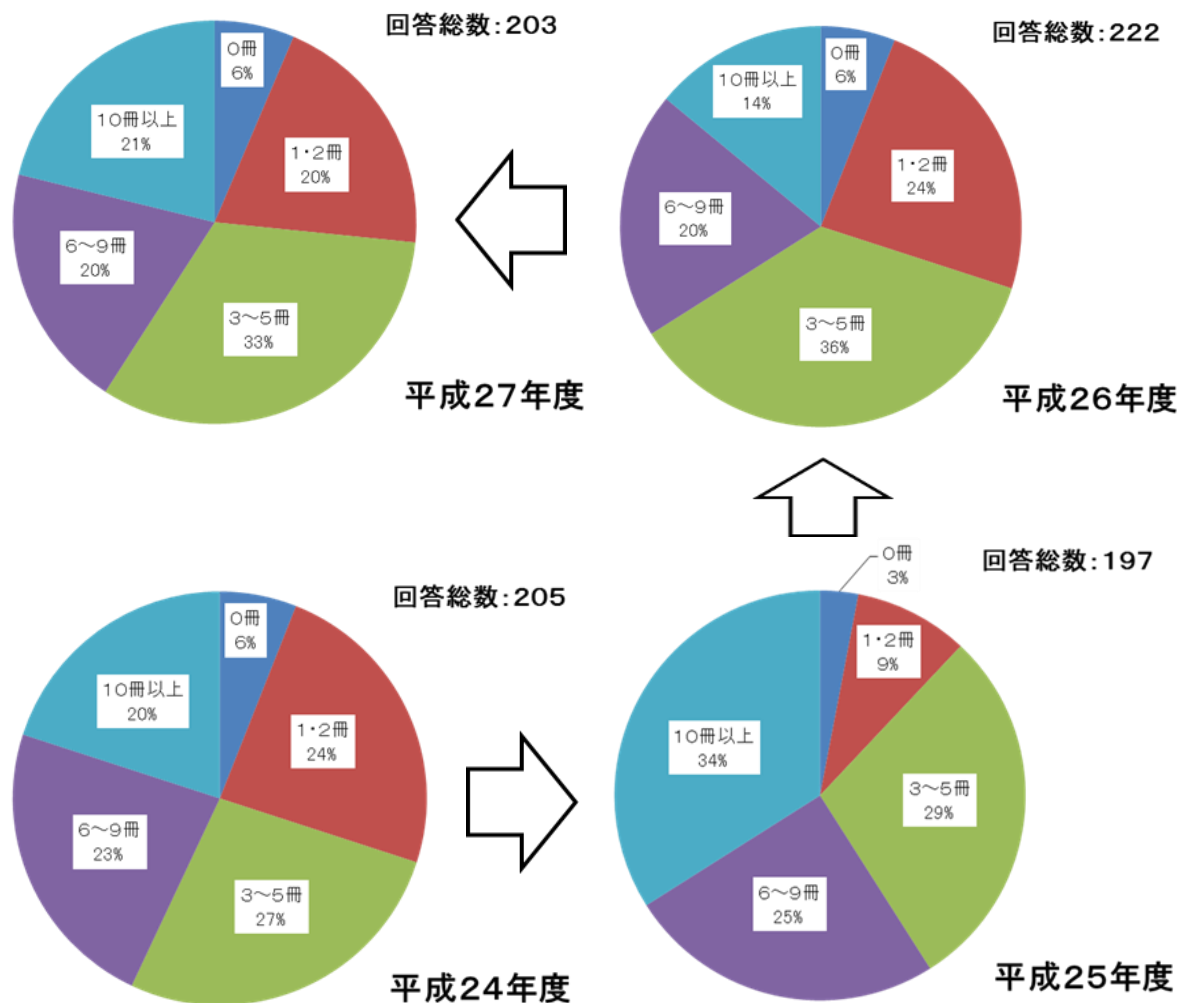 回答総数:203
0冊
6%
1・2冊
20%
3～5冊
33%
6～9冊
20%
10冊以上
21%
平成27年度
回答総数:222
0冊
6%
1・2冊
24%
3～5冊
36%
6～9冊
20%
10冊以上
14%
平成26年度
回答総数:205
0冊
6%
1・2冊
24%
3～5冊
27%
6～9冊
23%
10冊以上
20%
平成24年度
回答総数:197
0冊
3%
1・2冊
9%
3～5冊
29%
6～9冊
25%
10冊以上
34%
平成25年度